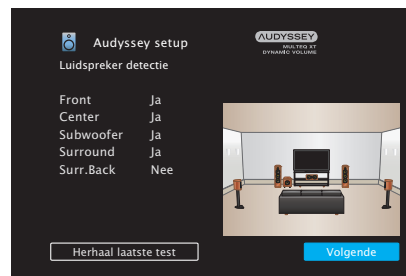 Audyssey setup
AUDYSSEY
MULTEQ XT
DYNAMIC VOLUME
Luidspreker detectie
Front Ja
Center Ja
Subwoofer Ja
Surround Ja
Surr.Back Nee
Herhaal laatste test
Volgende